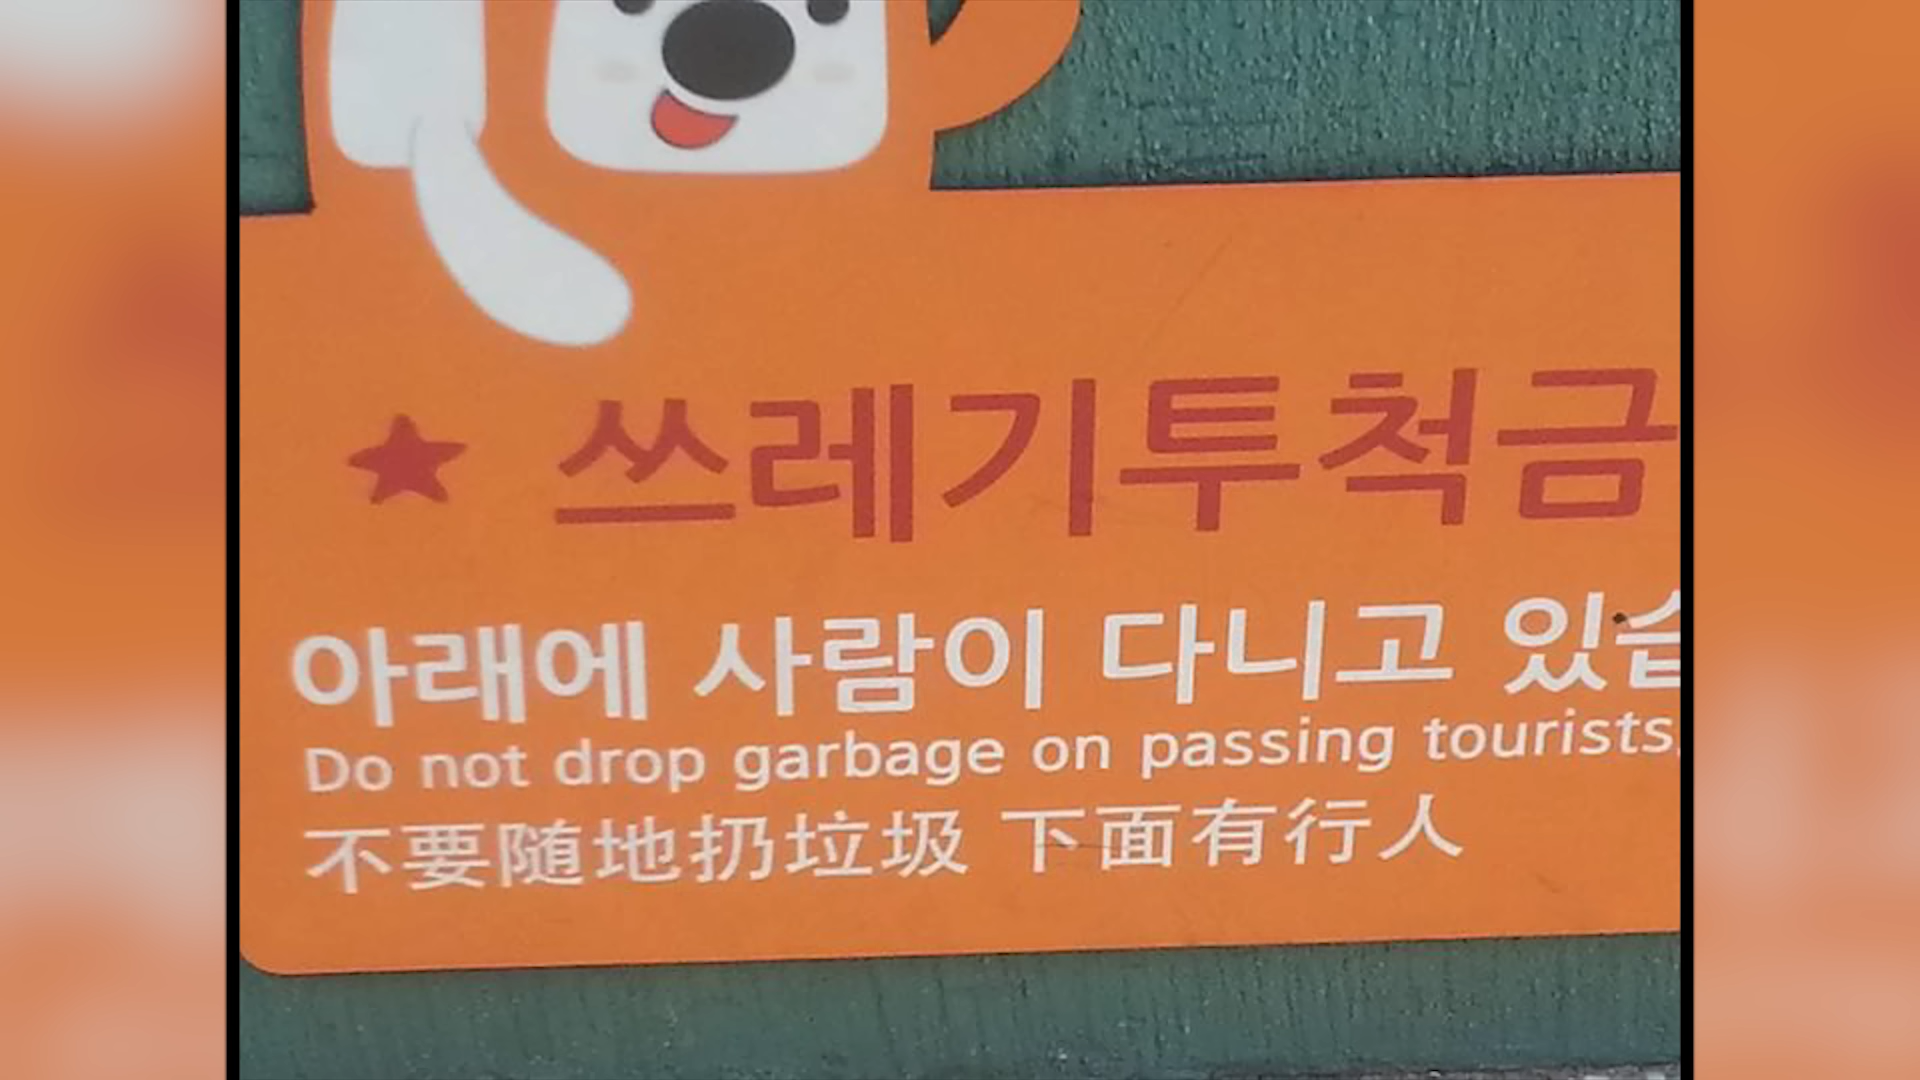 ★ 쓰레기투척금
아래에 사람이 다니고 있습
Do not drop garbage on passing tourists.
不要随地扔垃圾 下面有行人